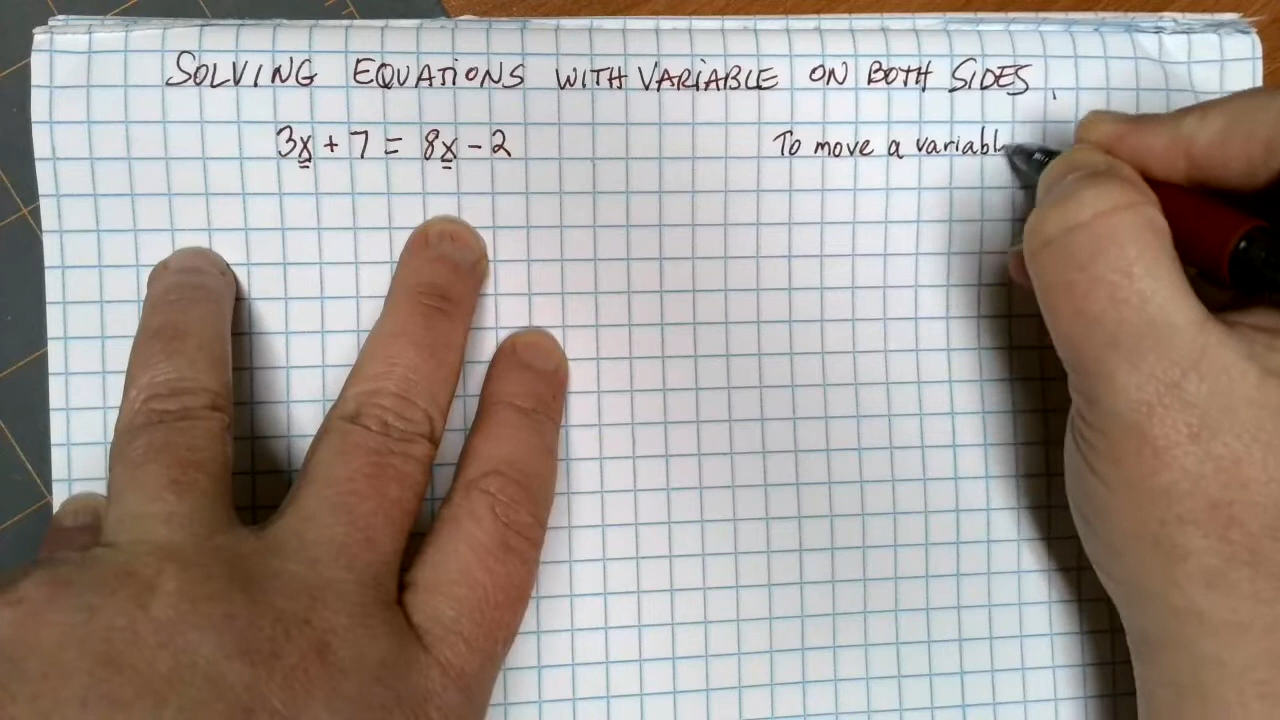 SOLVING EQUATIONS WITH VARIABLE ON BOTH SIDES.
3x + 7 = 8x - 2
To move a variabl